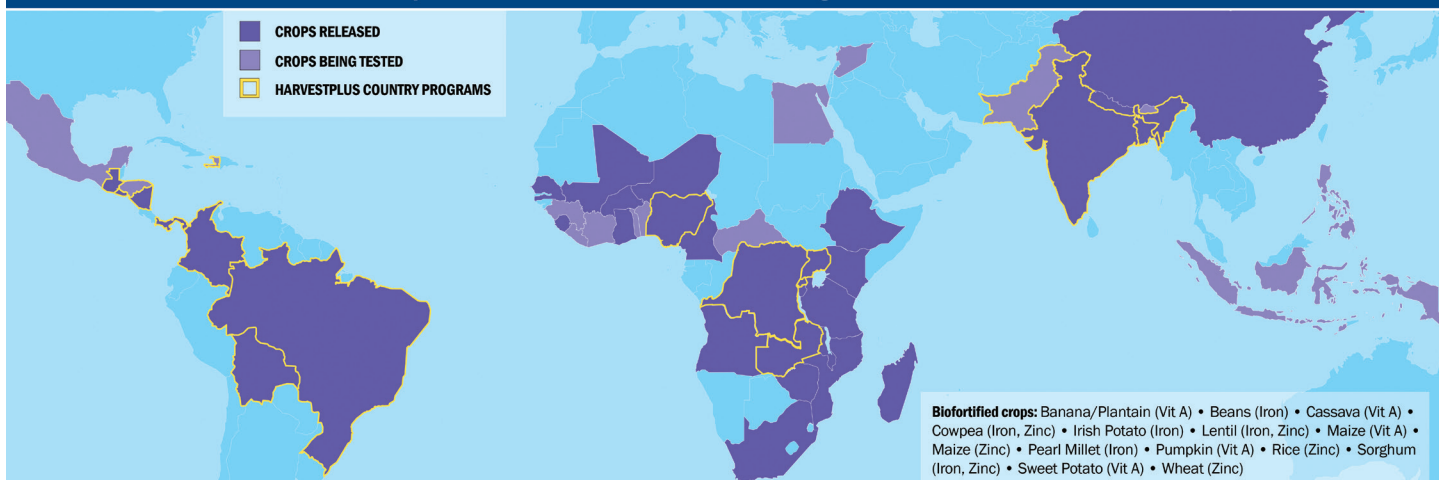 CROPS RELEASED
CROPS BEING TESTED
HARVESTPLUS COUNTRY PROGRAMS
Biofortified crops: Banana/Plantain (Vit A) • Beans (Iron) • Cassava (Vit A) •
Cowpea (Iron, Zinc) • Irish Potato (Iron) • Lentil (Iron, Zinc) • Maize (Vit A) •
Maize (Zinc) • Pearl Millet (Iron) • Pumpkin (Vit A) • Rice (Zinc) • Sorghum
(Iron, Zinc) • Sweet Potato (Vit A) • Wheat (Zinc)